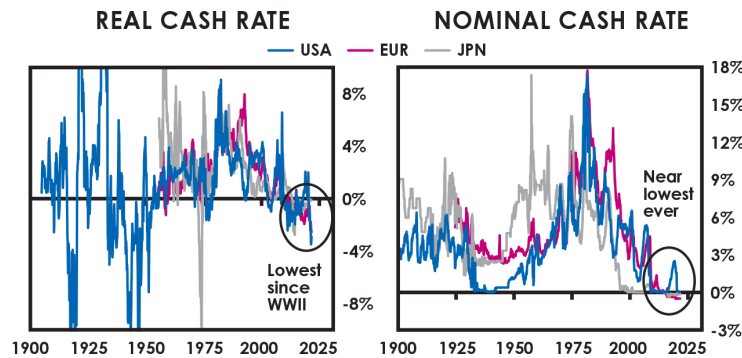 REAL CASH RATE
NOMINAL CASH RATE
USA EUR JPN
8%
4%
0%
-4%
-8%
Lowest
since
WWII
1900 1925 1950 1975 2000 2025
18%
15%
12%
9%
6%
3%
0%
-3%
Near
lowest
ever
1900 1925 1950 1975 2000 2025